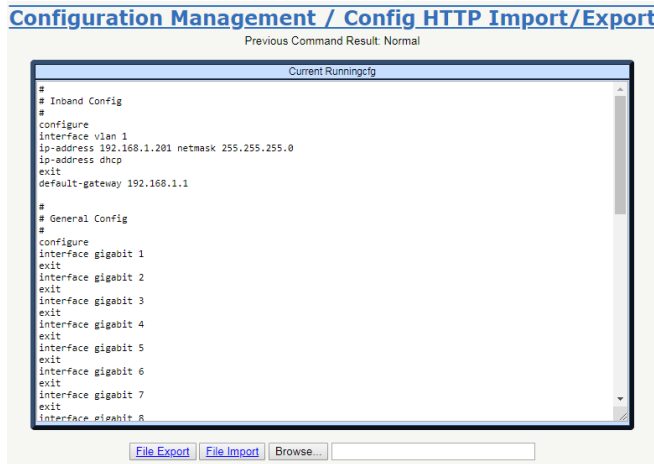 Configuration Management / Config HTTP Import/Export
Previous Command Result: Normal
Current Runningcfg
#
# Inband Config
#
configure
interface vlan 1
ip-address 192.168.1.201 netmask 255.255.255.0
ip-address dhcp
exit
default-gateway 192.168.1.1
#
# General Config
#
configure
interface gigabit 1
exit
interface gigabit 2
exit
interface gigabit 3
exit
interface gigabit 4
exit
interface gigabit 5
exit
interface gigabit 6
exit
interface gigabit 7
exit
interface gigabit 8
File Export File Import Browse...